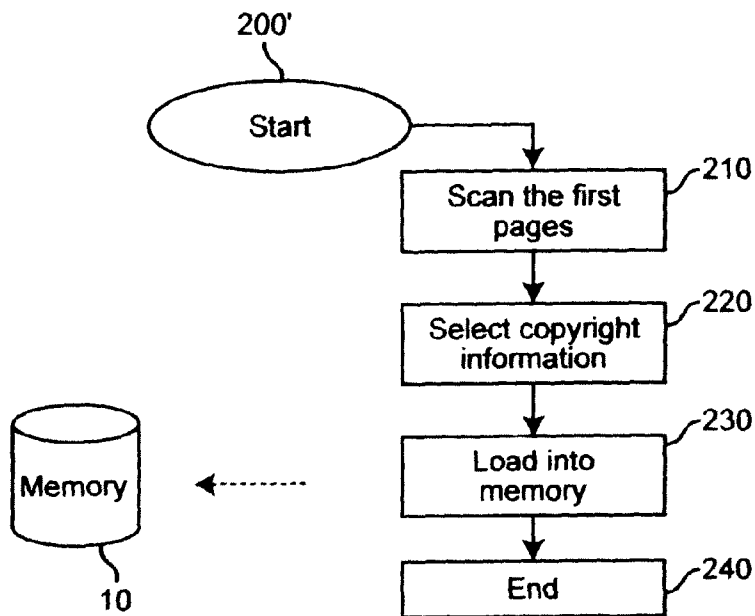 200'
Start
210
Scan the first
pages
220
Select copyright
information
230
Load into
memory
Memory
10
240
End